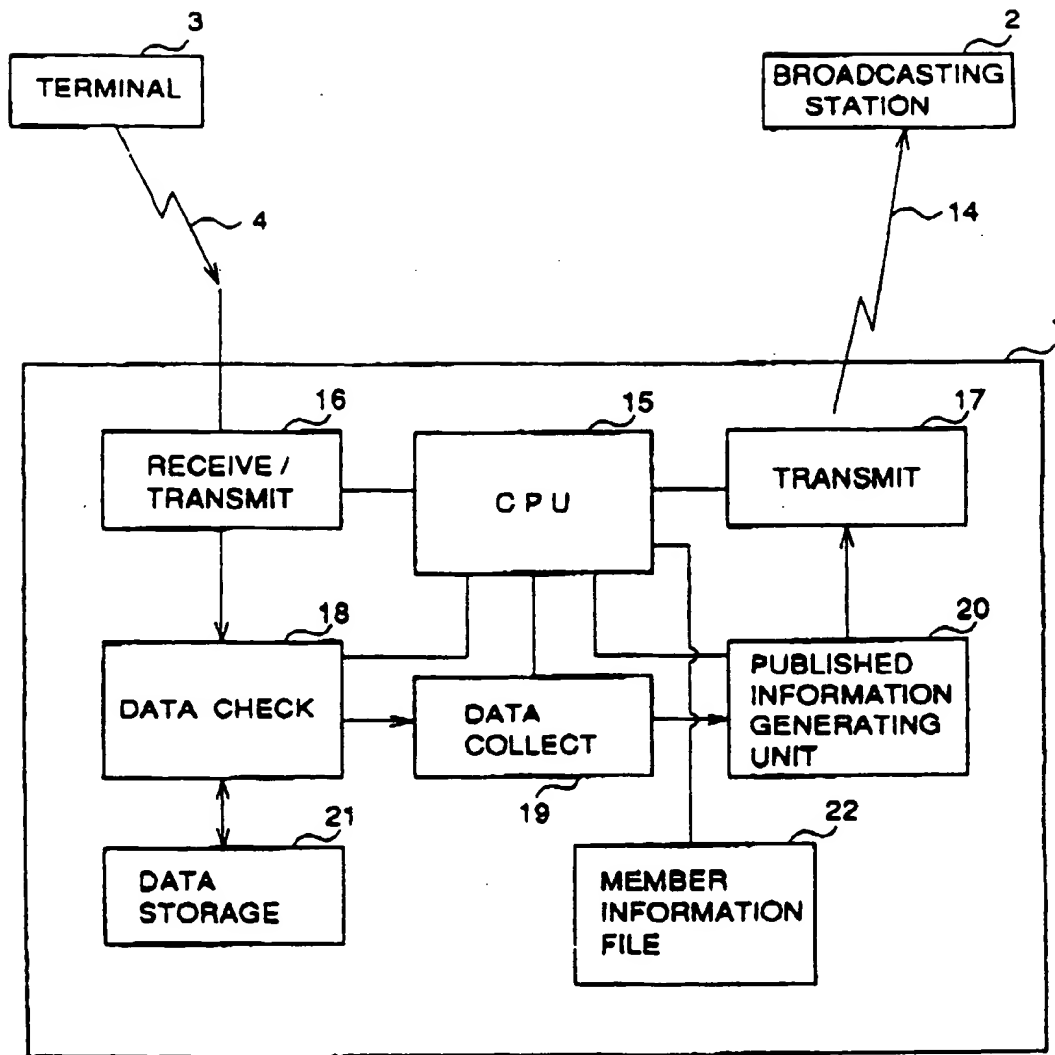 3
TERMINAL
2
BROADCASTING
STATION
4
14
16
RECEIVE /
TRANSMIT
15
CPU
17
TRANSMIT
18
DATA CHECK
DATA
COLLECT
19
20
PUBLISHED
INFORMATION
GENERATING
UNIT
21
DATA
STORAGE
22
MEMBER
INFORMATION
FILE